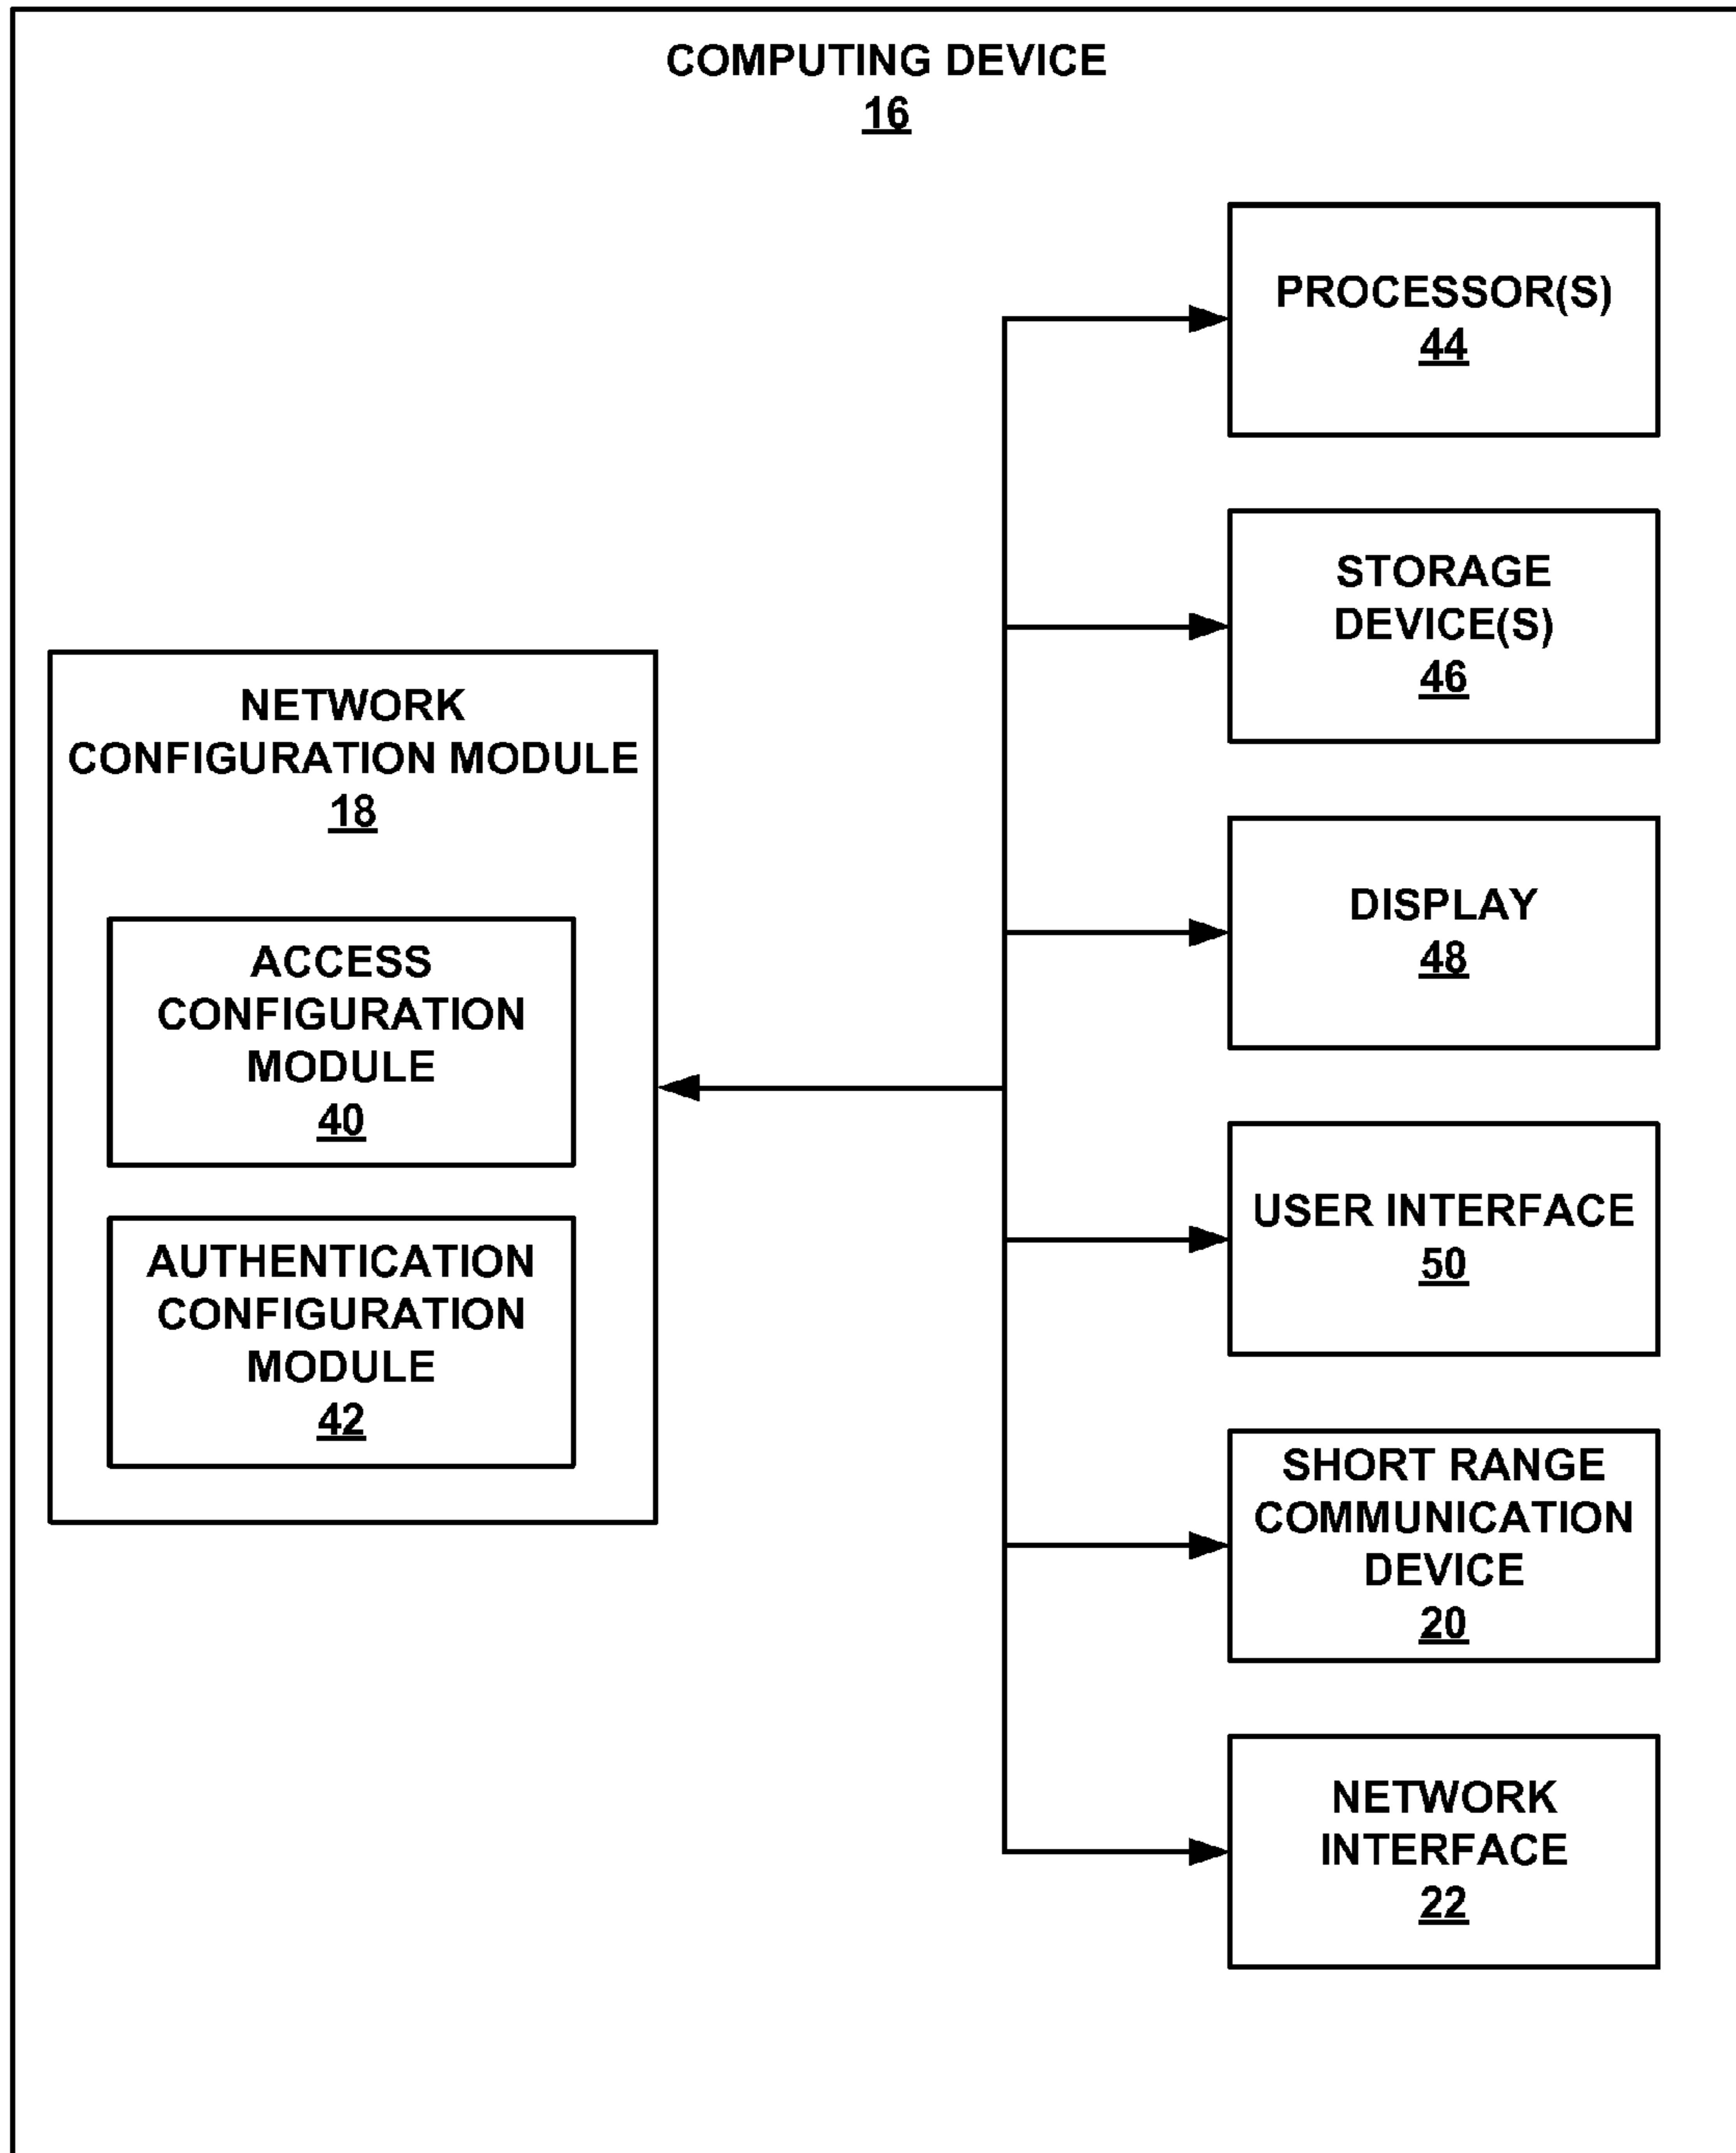 COMPUTING DEVICE
16
PROCESSOR(S)
44
STORAGE
DEVICE(S)
46
NETWORK
CONFIGURATION MODULE
18
DISPLAY
48
ACCESS
CONFIGURATION
MODULE
40
USER INTERFACE
50
AUTHENTICATION
CONFIGURATION
MODULE
42
SHORT RANGE
COMMUNICATION
DEVICE
20
NETWORK
INTERFACE
22